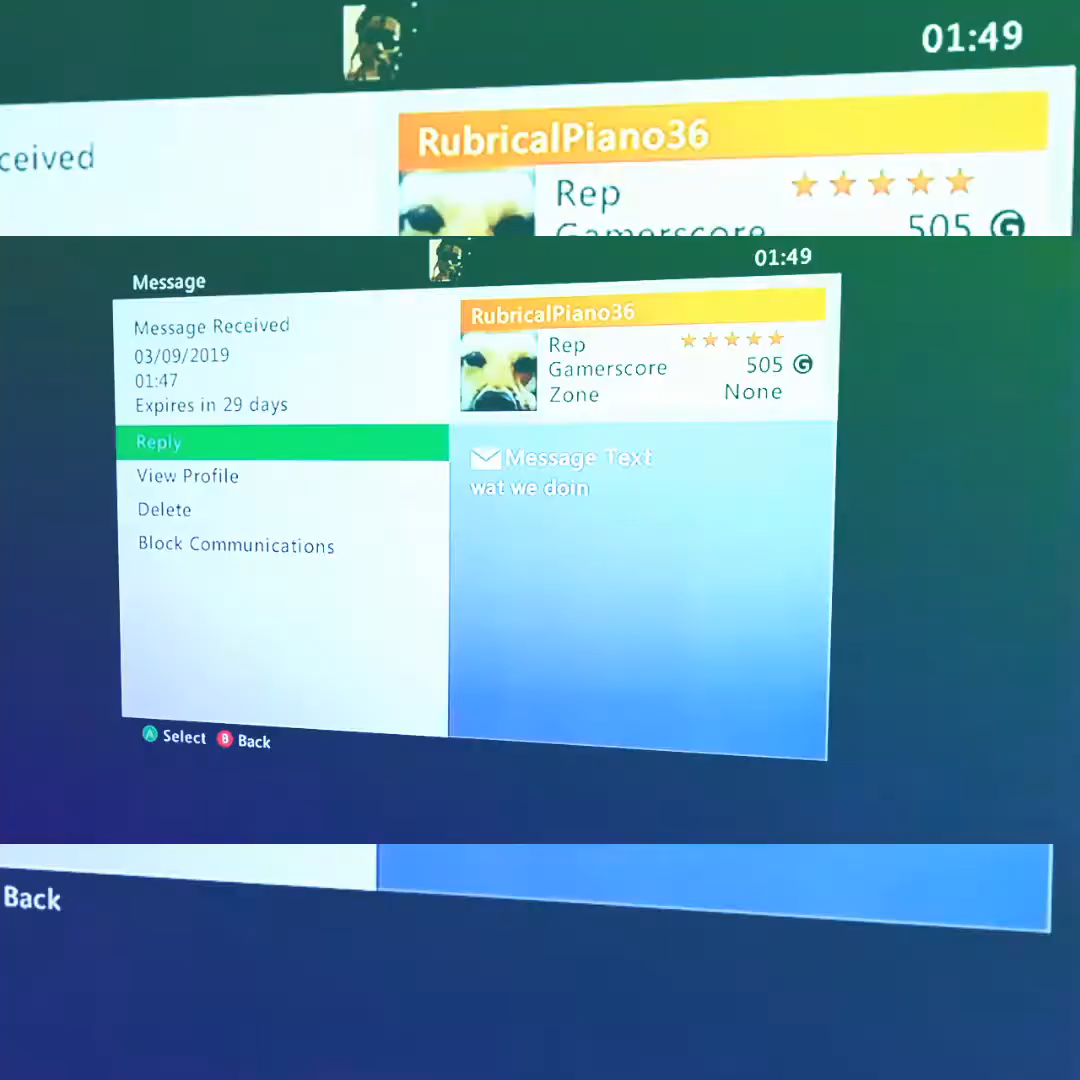 01:49
ceived
RubricalPiano36
Rep
Gamerscore 505 G
01:49
Message
Message Received
03/09/2019
01:47
Expires in 29 days
RubricalPiano36
Rep
Gamerscore 505 G
Zone None
Reply
View Profile
Delete
Block Communications
Message Text
wat we doin
A Select B Back
Back